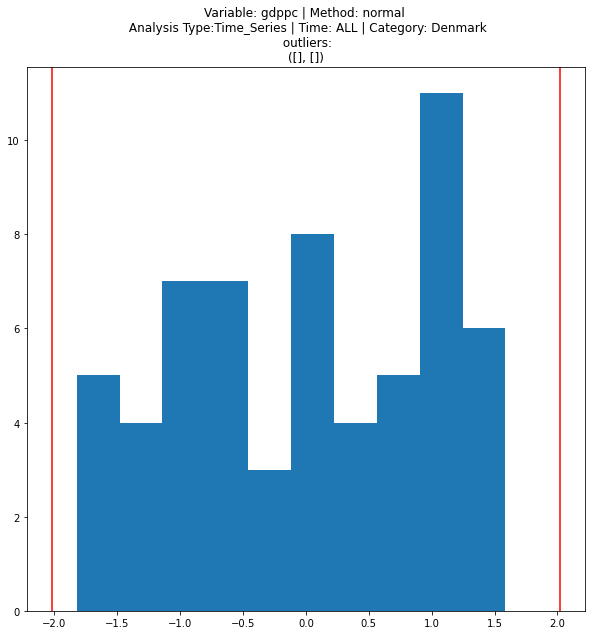 Variable: gdppc | Method: normal
Analysis Type:Time_Series | Time: ALL | Category: Denmark
outliers:
([], [])
10
8
6
4
2
0
−2.0 −1.5 −1.0 −0.5 0.0 0.5 1.0 1.5 2.0